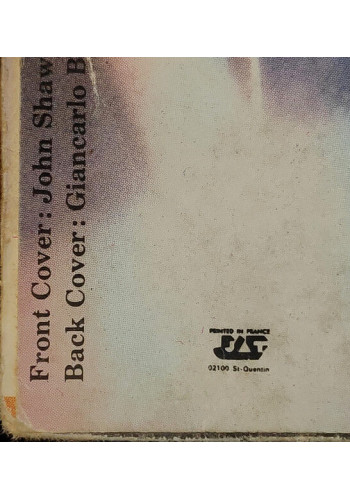 Front Cover: John Shaw
Back Cover: Giancarlo B
PRINTED IN FRANCE
02100 St-Quentin